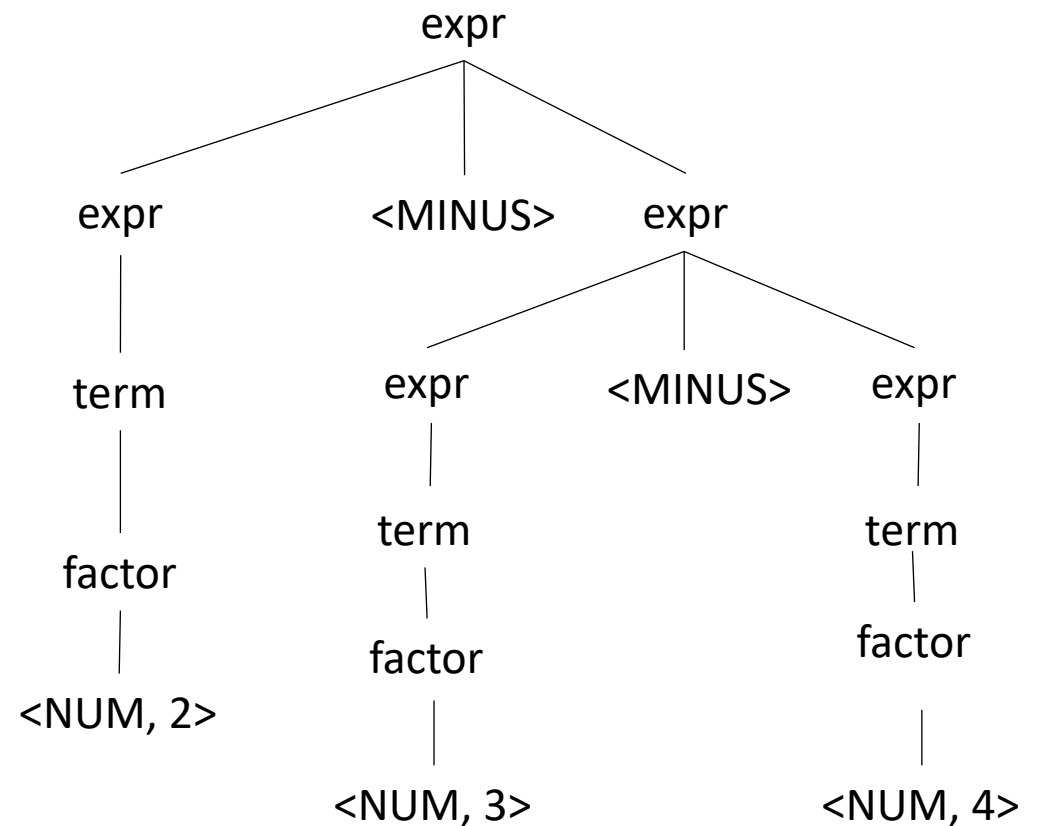 expr
expr <MINUS> expr
term expr <MINUS> expr
factor term term
<NUM, 2> factor factor
<NUM, 3> <NUM, 4>